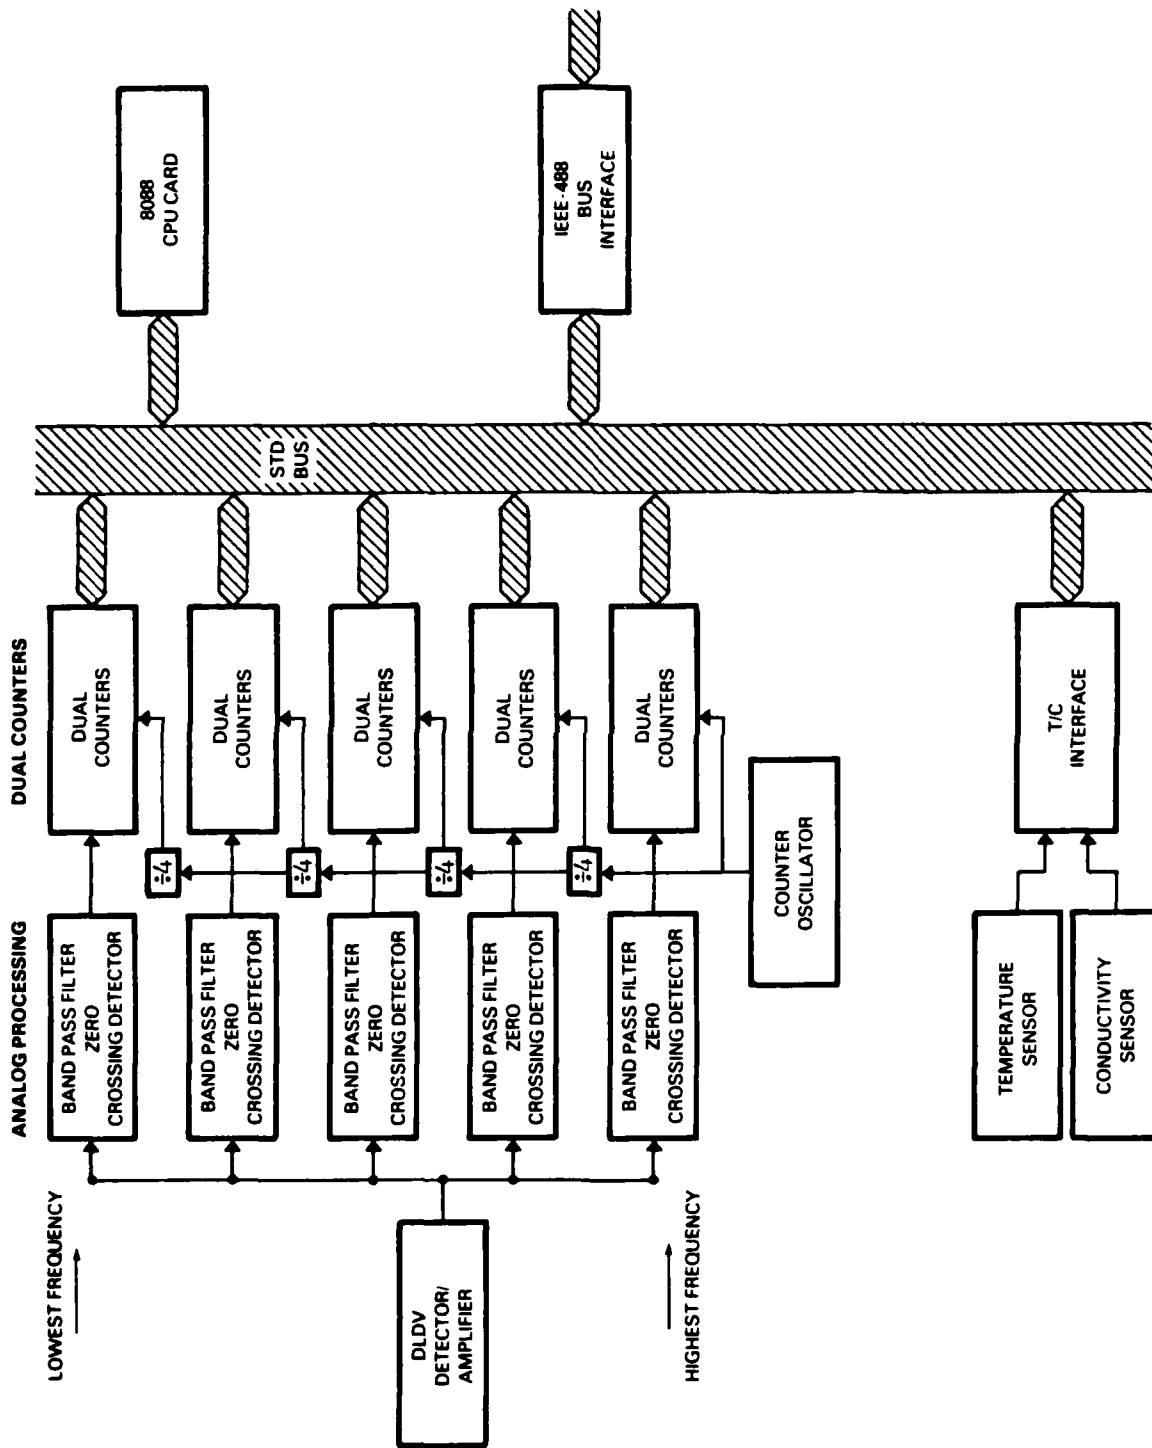 ANALOG PROCESSING
DUAL COUNTERS
LOWEST FREQUENCY
BAND PASS FILTER
ZERO
CROSSING DETECTOR
DUAL
COUNTERS
÷4
8088
CPU CARD
BAND PASS FILTER
ZERO
CROSSING DETECTOR
DUAL
COUNTERS
STD
BUS
÷4
BAND PASS FILTER
ZERO
CROSSING DETECTOR
DUAL
COUNTERS
DLDV
DETECTOR/
AMPLIFIER
÷4
BAND PASS FILTER
ZERO
CROSSING DETECTOR
DUAL
COUNTERS
IEEE-488
BUS
INTERFACE
÷4
BAND PASS FILTER
ZERO
CROSSING DETECTOR
DUAL
COUNTERS
HIGHEST FREQUENCY
COUNTER
OSCILLATOR
TEMPERATURE
SENSOR
T/C
INTERFACE
CONDUCTIVITY
SENSOR